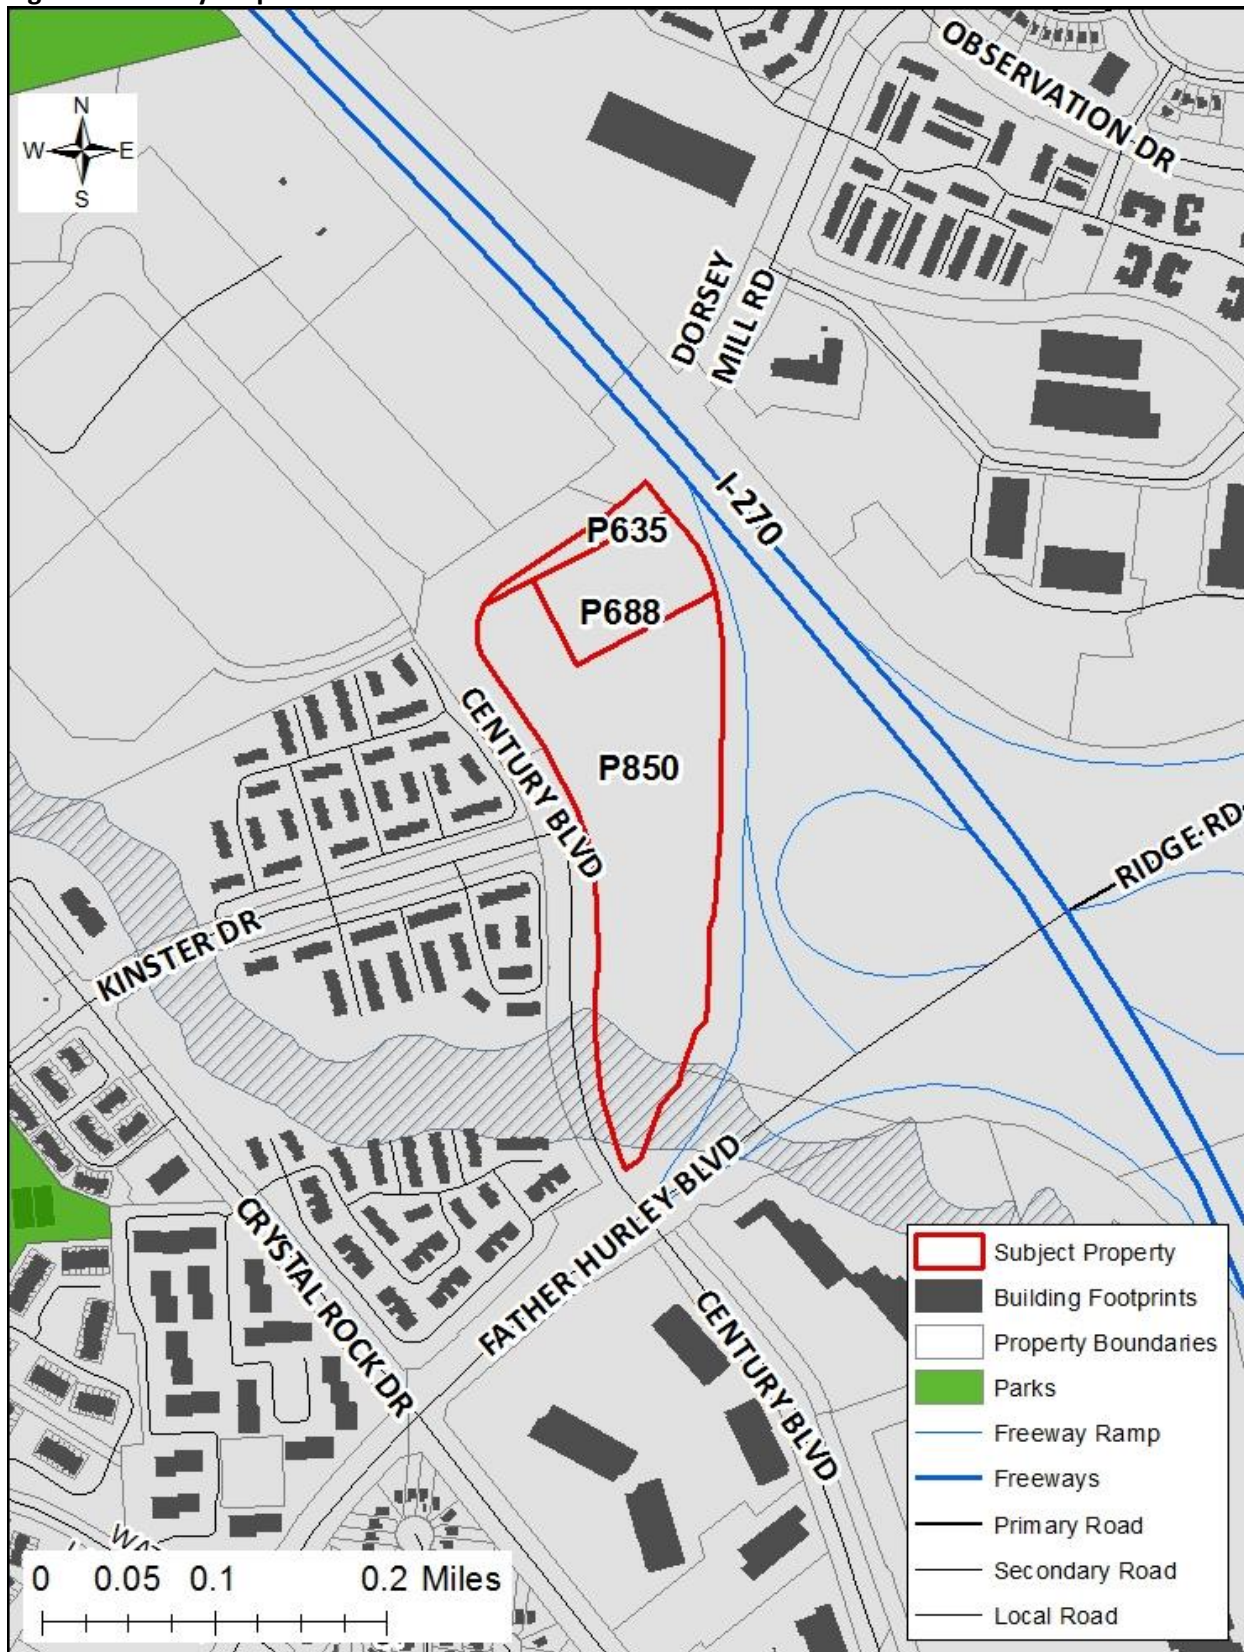 OBSERVATION DR
N
W E
S
DORSEY
MILL RD
I-270
P635
P688
CENTURY BLVD
P850
RIDGE RD
KINSTER DR
CRYSTAL ROCK DR
FATHER HURLEY BLVD
CENTURY BLVD
Subject Property
Building Footprints
Property Boundaries
Parks
Freeway Ramp
Freeways
Primary Road
Secondary Road
Local Road
0 0.05 0.1 0.2 Miles